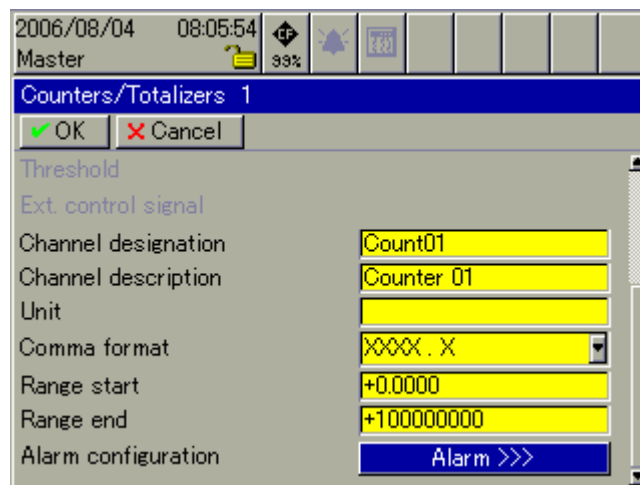 2006/08/04 08:05:54
Master
CF
99%
Counters/Totalizers 1
OK Cancel
Threshold
Ext. control signal
Channel designation Count01
Channel description Counter 01
Unit
Comma format XXXX . X
Range start +0.0000
Range end +100000000
Alarm configuration Alarm >>>